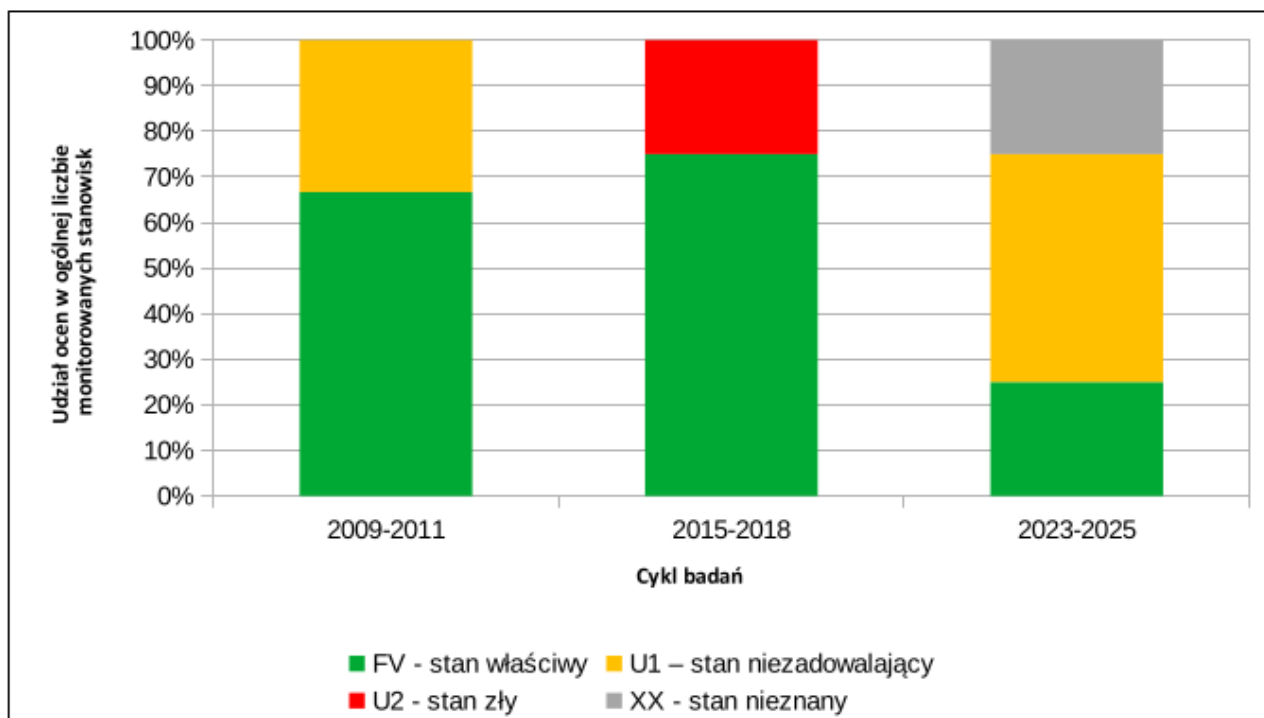 Udział ocen w ogólnej liczbie
monitorowanych stanowisk
100%
90%
80%
70%
60%
50%
40%
30%
20%
10%
0%
2009-2011 2015-2018 2023-2025
Cykl badań
FV - stan właściwy U1 – stan niezadowalający
U2 - stan zły XX - stan nieznany